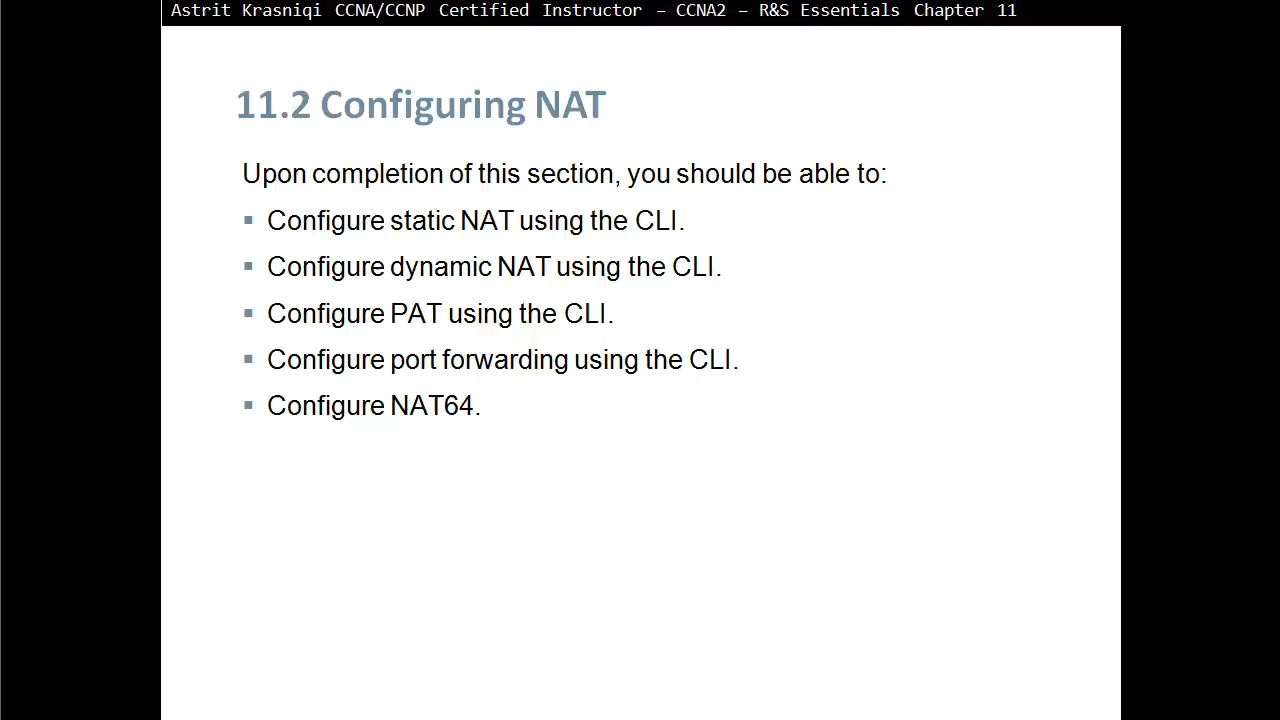 Astrit Krasniqi CCNA/CCNP Certified Instructor – CCNA2 – R&S Essentials Chapter 11
11.2 Configuring NAT
Upon completion of this section, you should be able to:
▪ Configure static NAT using the CLI.
▪ Configure dynamic NAT using the CLI.
▪ Configure PAT using the CLI.
▪ Configure port forwarding using the CLI.
▪ Configure NAT64.